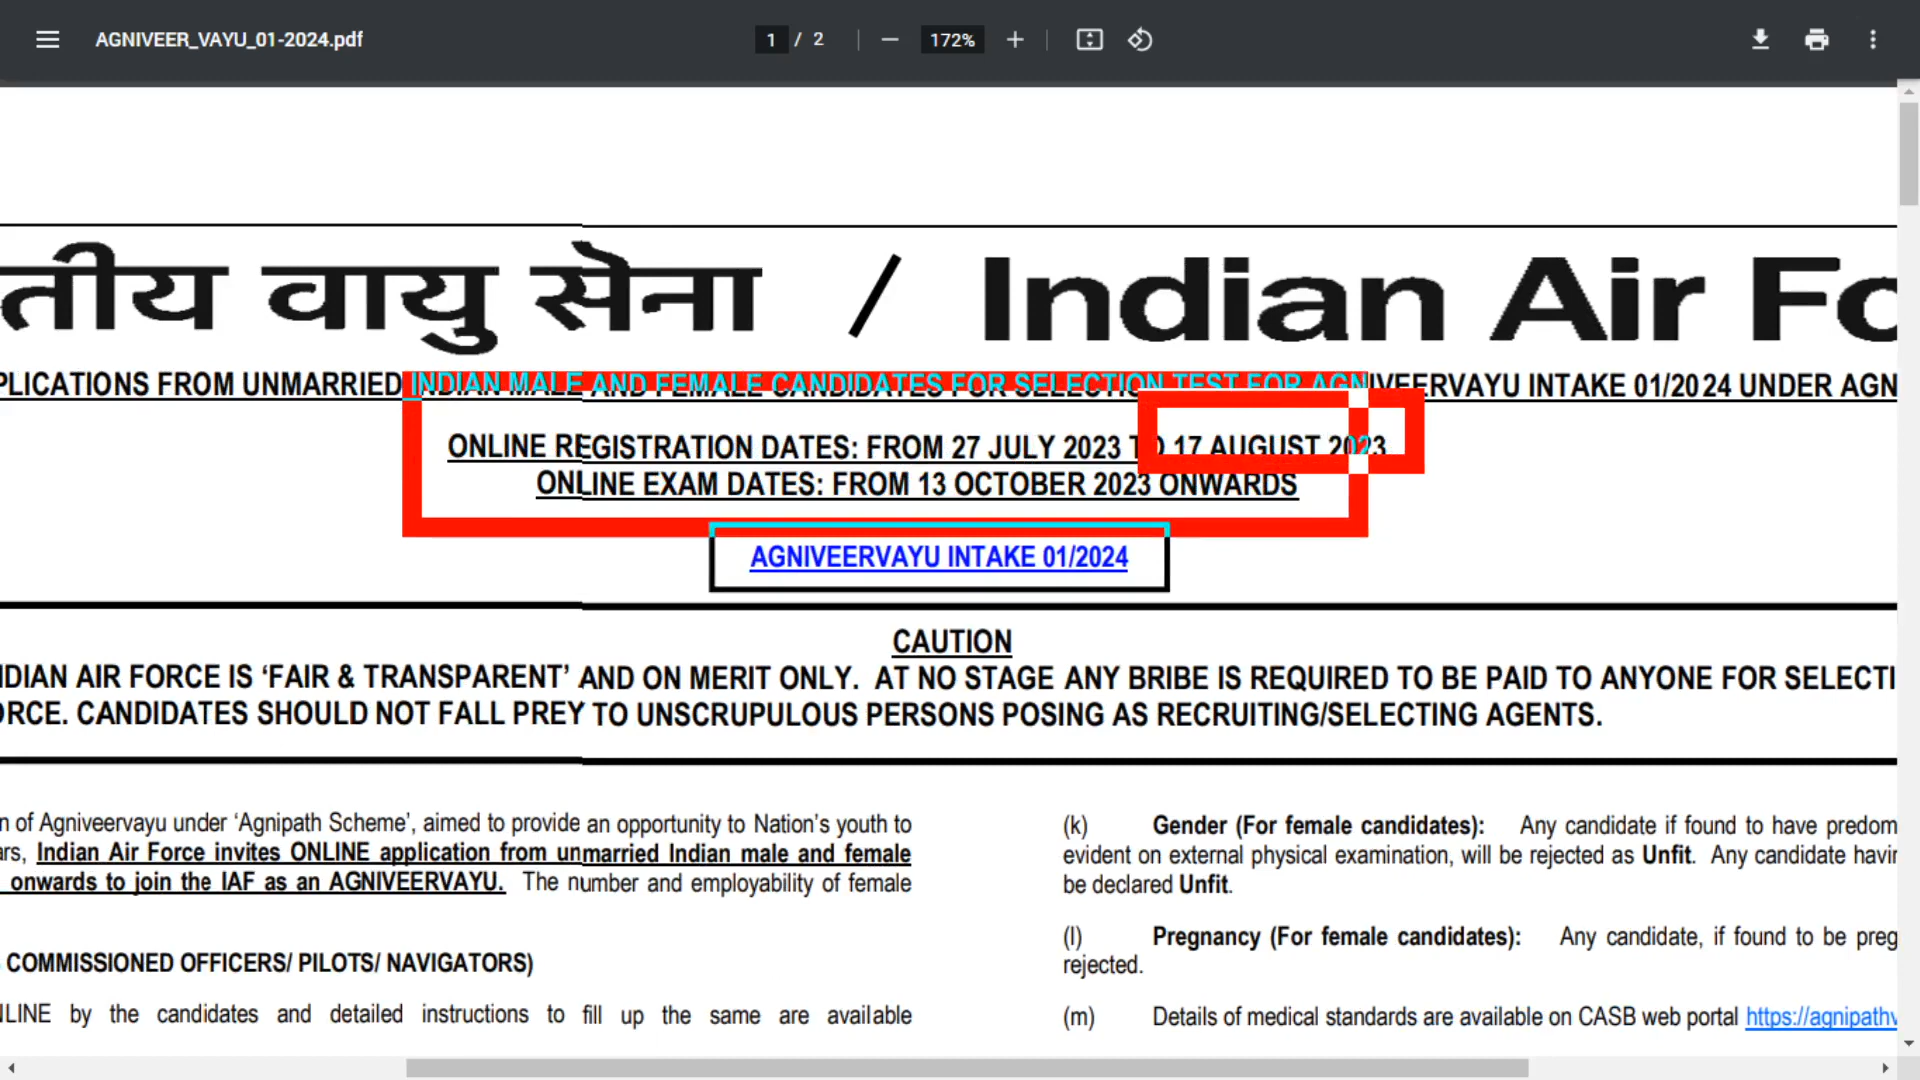 AGNIVEER_VAYU_01-2024.pdf
1 / 2
172%
तीय वायु सेना / Indian Air Fo
PLICATIONS FROM UNMARRIED INDIAN MALE AND FEMALE CANDIDATES FOR SELECTION TEST FOR AGNIVEERVAYU INTAKE 01/2024 UNDER AGN
ONLINE REGISTRATION DATES: FROM 27 JULY 2023 TO 17 AUGUST 2023
ONLINE EXAM DATES: FROM 13 OCTOBER 2023 ONWARDS
AGNIVEERVAYU INTAKE 01/2024
CAUTION
NDIAN AIR FORCE IS ‘FAIR & TRANSPARENT’ AND ON MERIT ONLY. AT NO STAGE ANY BRIBE IS REQUIRED TO BE PAID TO ANYONE FOR SELECTI
ORCE. CANDIDATES SHOULD NOT FALL PREY TO UNSCRUPULOUS PERSONS POSING AS RECRUITING/SELECTING AGENTS.
n of Agniveervayu under ‘Agnipath Scheme’, aimed to provide an opportunity to Nation’s youth to
ars, Indian Air Force invites ONLINE application from unmarried Indian male and female
onwards to join the IAF as an AGNIVEERVAYU. The number and employability of female
COMMISSIONED OFFICERS/ PILOTS/ NAVIGATORS)
NLINE by the candidates and detailed instructions to fill up the same are available
(k) Gender (For female candidates): Any candidate if found to have predom
evident on external physical examination, will be rejected as Unfit. Any candidate havin
be declared Unfit.
(l) Pregnancy (For female candidates): Any candidate, if found to be preg
rejected.
(m) Details of medical standards are available on CASB web portal https://agnipathv